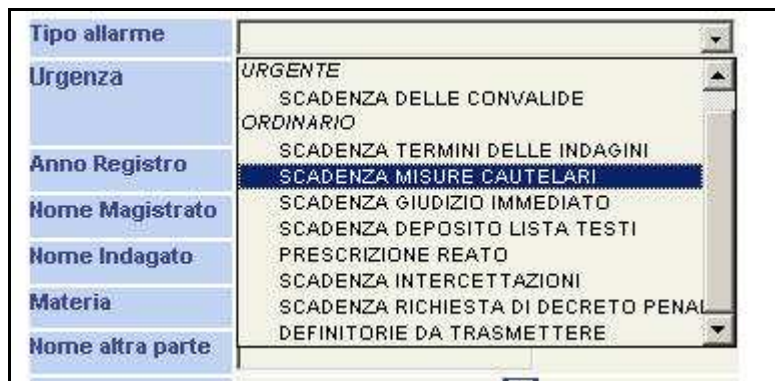 Tipo allarme
Urgenza
URGENTE
SCADENZA DELLE CONVALIDE
ORDINARIO
SCADENZA TERMINI DELLE INDAGINI
Anno Registro
SCADENZA MISURE CAUTELARI
Nome Magistrato
SCADENZA GIUDIZIO IMMEDIATO
SCADENZA DEPOSITO LISTA TESTI
Nome Indagato
PRESCRIZIONE REATO
SCADENZA INTERCETTAZIONI
Materia
SCADENZA RICHIESTA DI DECRETO PENAL
DEFINITORIE DA TRASMETTERE
Nome altra parte